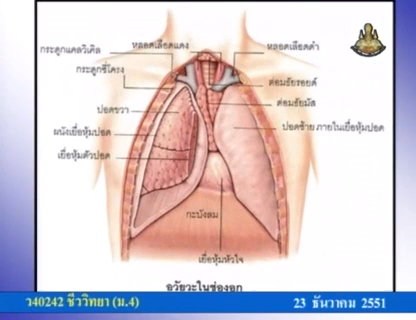 หลอดเลือดแดง
หลอดเลือดดำ
กระดูกแคลวิเคิล
กระดูกซี่โครง
ต่อมธัยรอยด์
ต่อมธัยมัส
ปอดขวา
ปอดซ้าย ภายในเยื่อหุ้มปอด
ผนังเยื่อหุ้มปอด
เยื่อหุ้มตัวปอด
กะบังลม
เยื่อหุ้มหัวใจ
อวัยวะในช่องอก
ว40242 ชีววิทยา (ม.4)
23 ธันวาคม 2551